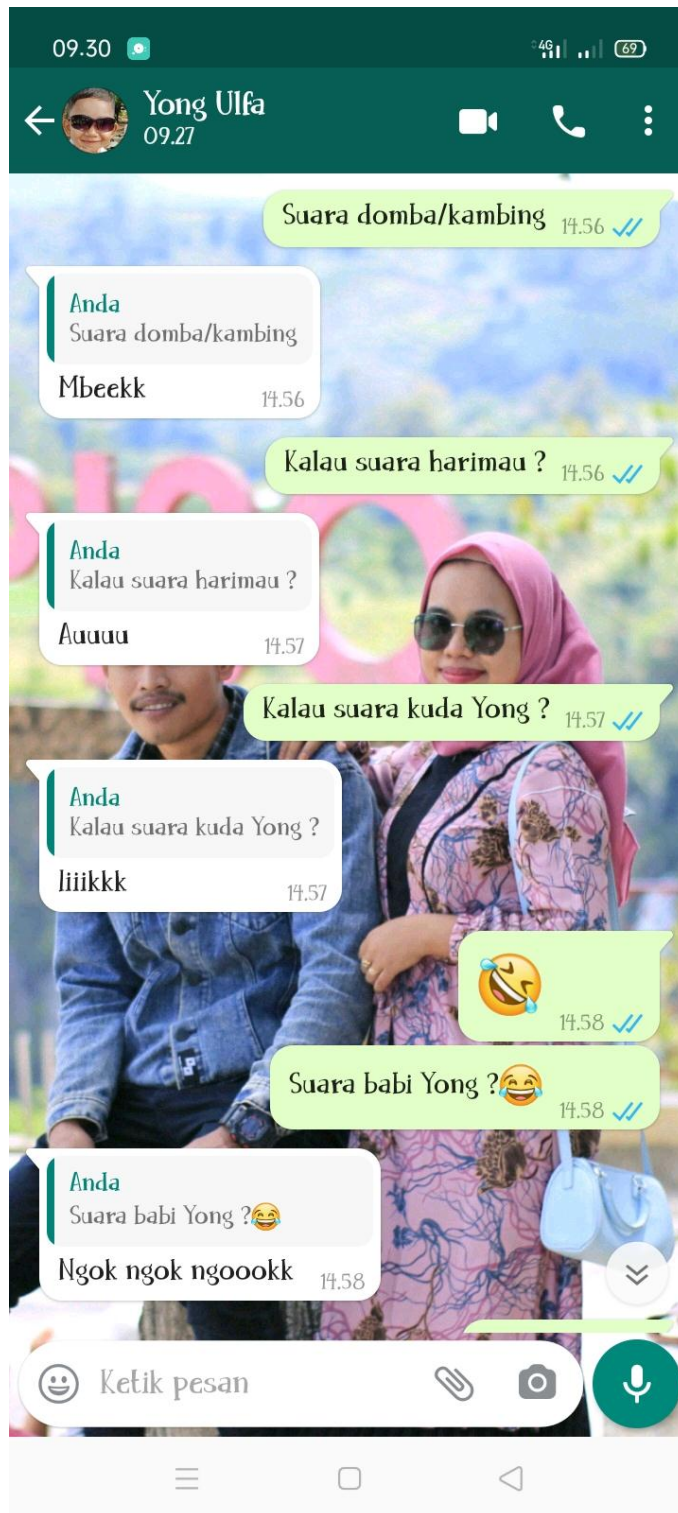 09.30
4G
69
Yong Ulfa
09.27
Suara domba/kambing 14.56
Anda
Suara domba/kambing
Mbeekk 14.56
Kalau suara harimau ? 14.56
Anda
Kalau suara harimau ?
Auuuu 14.57
Kalau suara kuda Yong ? 14.57
Anda
Kalau suara kuda Yong ?
Iiiikkk 14.57
🤣 14.58
Suara babi Yong ?😂 14.58
Anda
Suara babi Yong ?😂
Ngok ngok ngoookk 14.58
Ketik pesan